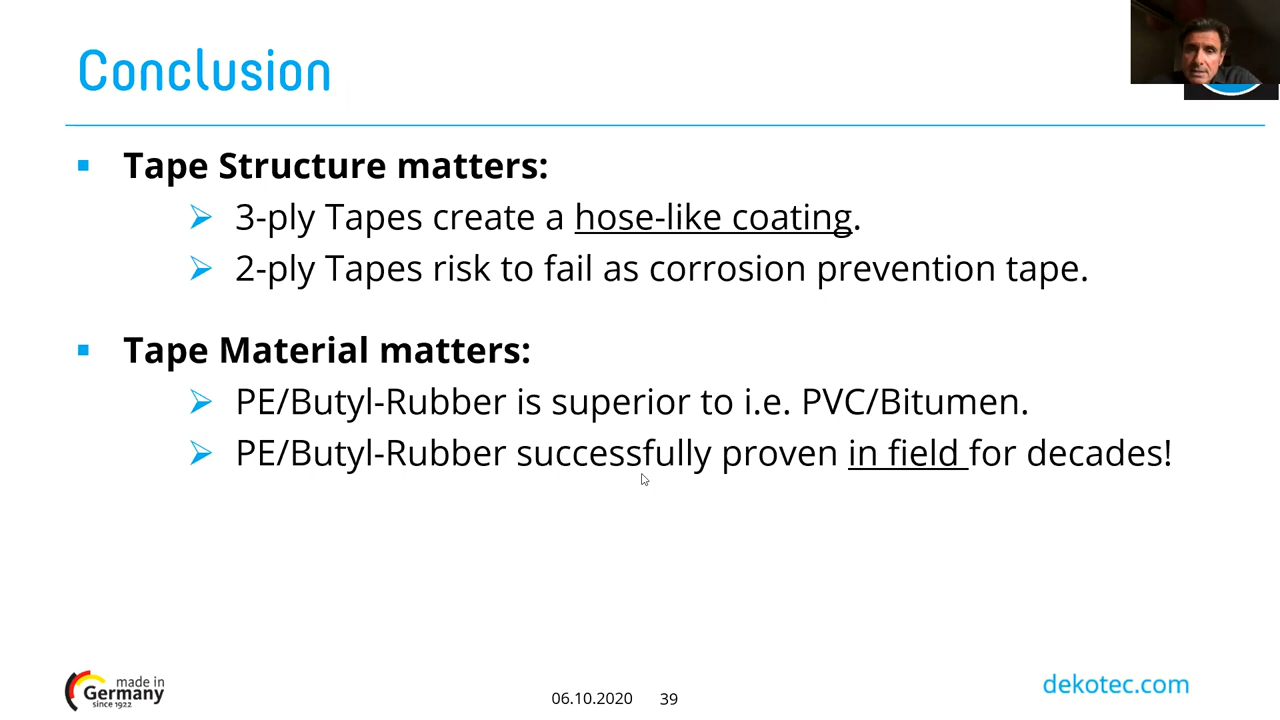 Conclusion
Tape Structure matters:
3-ply Tapes create a hose-like coating.
2-ply Tapes risk to fail as corrosion prevention tape.
Tape Material matters:
PE/Butyl-Rubber is superior to i.e. PVC/Bitumen.
PE/Butyl-Rubber successfully proven in field for decades!
made in
Germany
since 1922
06.10.2020 39
dekotec.com